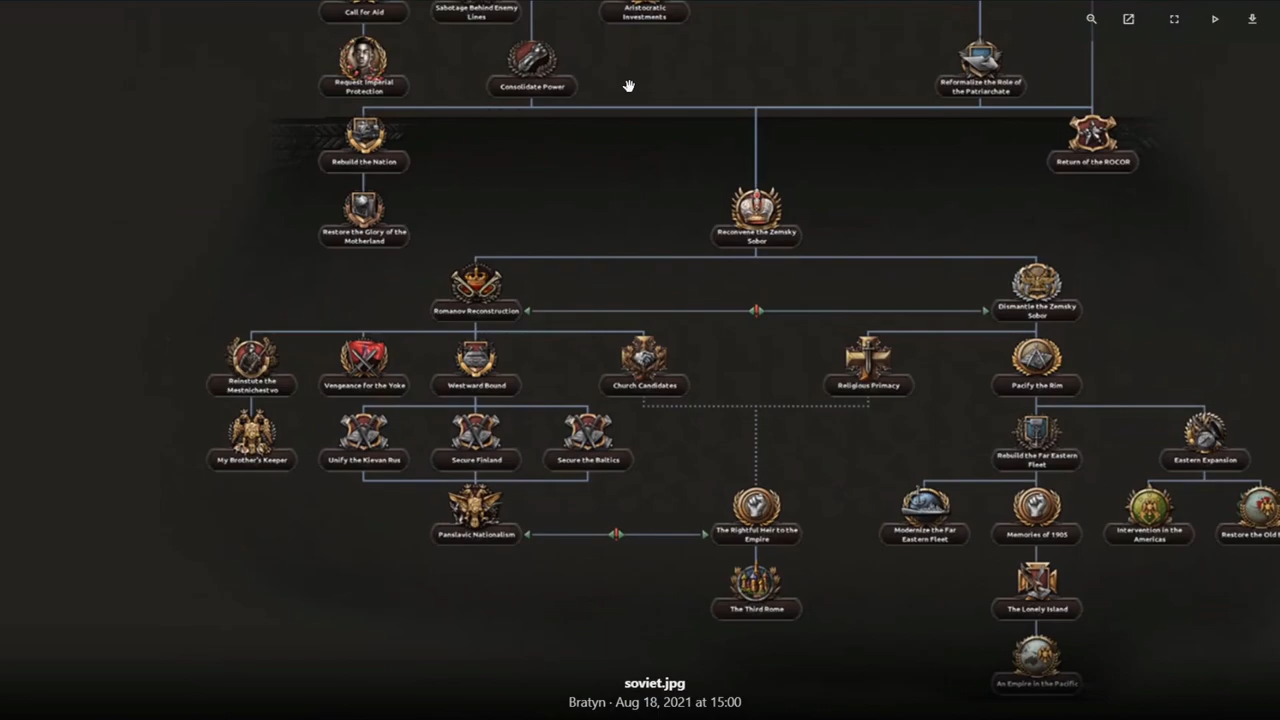 Call for Aid
Sabotage Behind Enemy
Lines
Aristocratic
Investments
Request Imperial
Protection
Consolidate Power
Reformalize the Role of
the Patriarchate
Rebuild the Nation
Return of the ROCOR
Restore the Glory of the
Motherland
Reconvene the Zemsky
Sobor
Romanov Reconstruction
Dismantle the Zemsky
Sobor
Reinstute the
Mestnichestvo
Vengeance for the Yoke
Westward Bound
Church Candidates
Religious Primacy
Pacify the Rim
My Brother's Keeper
Unify the Kievan Rus
Secure Finland
Secure the Baltics
Rebuild the Far Eastern
Fleet
Eastern Expansion
Panslavic Nationalism
The Rightful Heir to the
Empire
Modernize the Far
Eastern Fleet
Memories of 1905
Intervention in the
Americas
Restore the Old
The Third Rome
The Lonely Island
An Empire in the Pacific
soviet.jpg
Bratyn · Aug 18, 2021 at 15:00